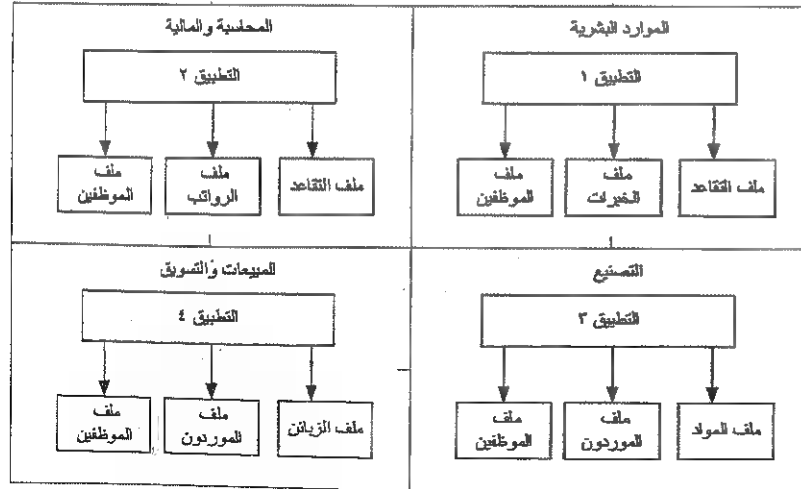 الموارد البشرية
التطبيق ١
ملف التقاعد
ملف
الخبرات
ملف
الموظفين
المحاسبة والمالية
التطبيق ٢
ملف التقاعد
ملف
الرواتب
ملف
الموظفين
التصنيع
التطبيق ٣
ملف المواد
ملف
الموردون
ملف
الموظفين
المبيعات والتسويق
التطبيق ٤
ملف الزبائن
ملف
الموردون
ملف
الموظفين